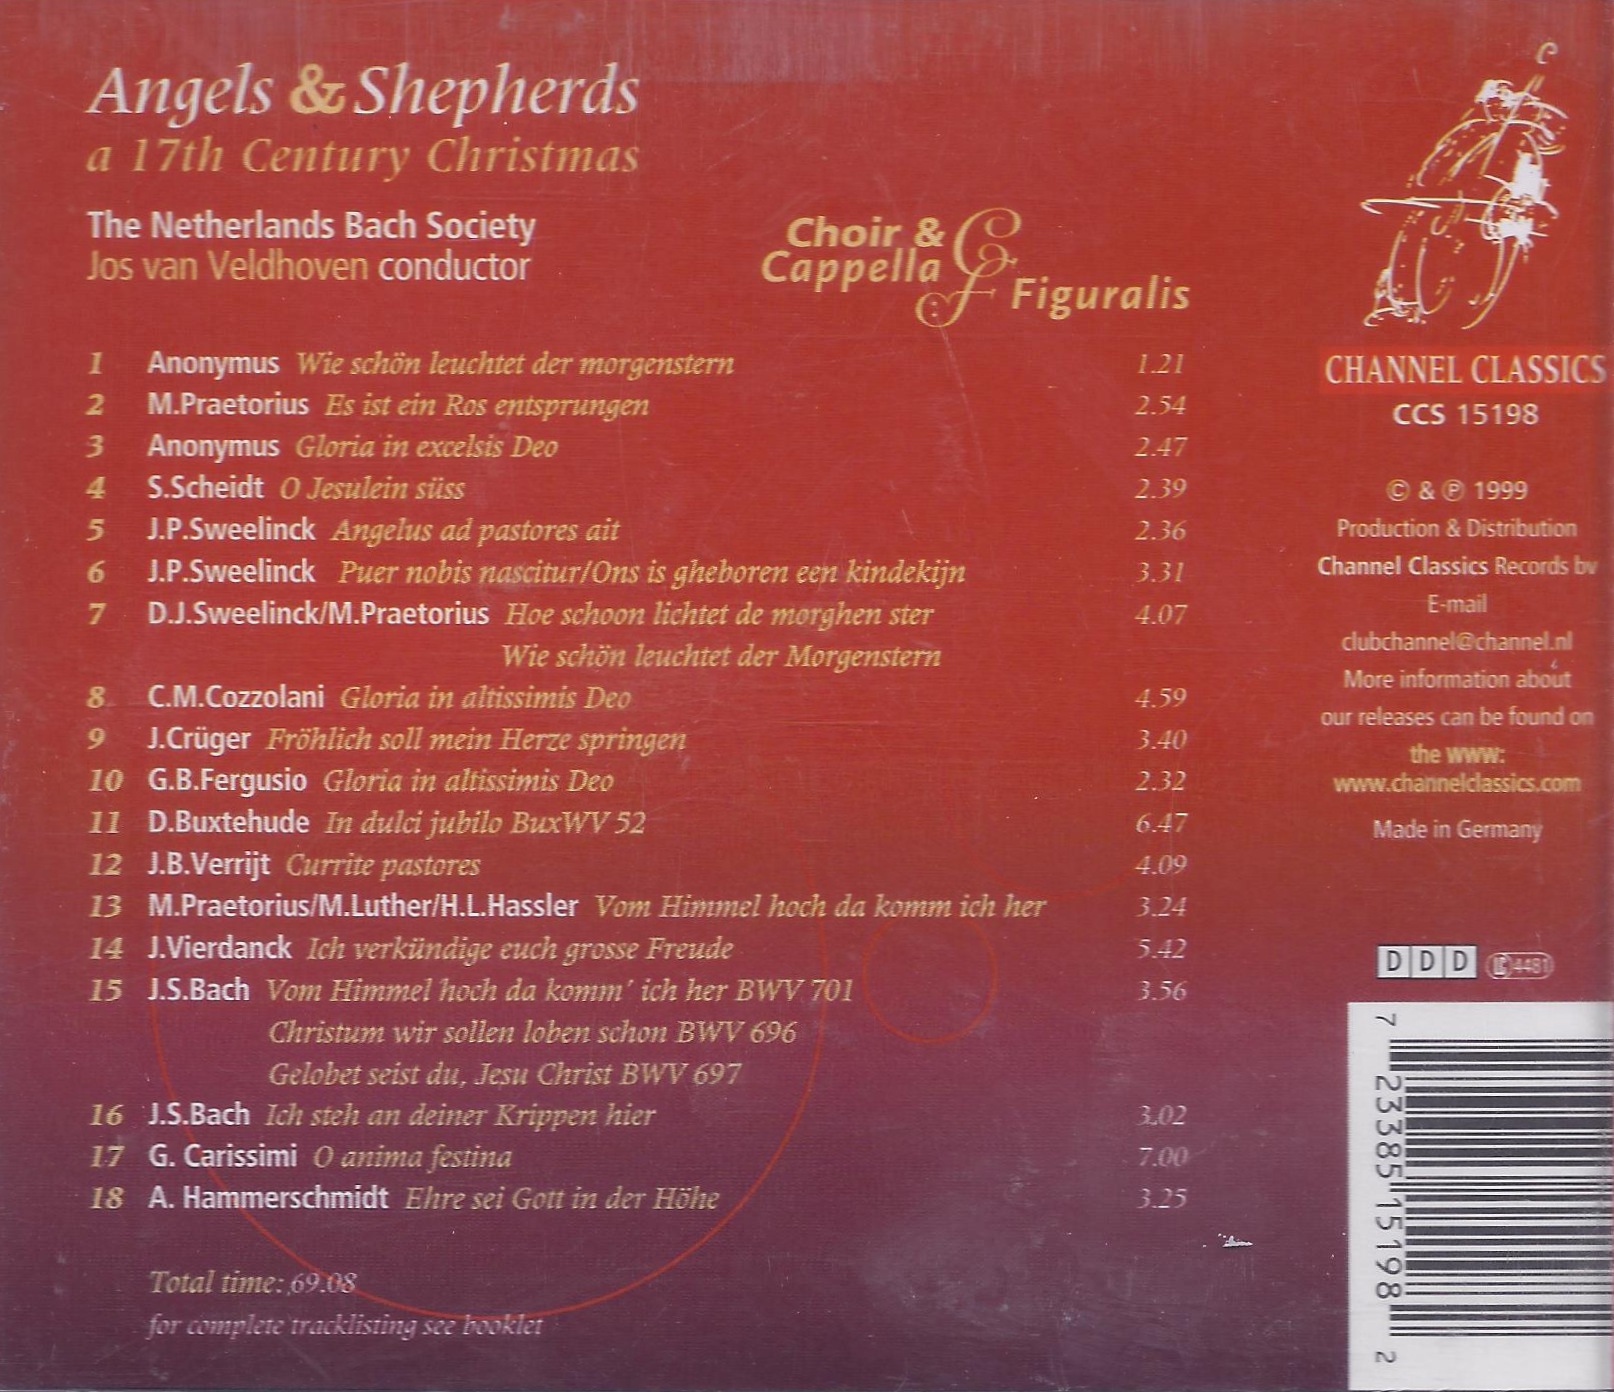 Angels & Shepherds
a 17th Century Christmas
The Netherlands Bach Society
Jos van Veldhoven conductor
Choir &
Cappella
Figuralis
1 Anonymus Wie schön leuchtet der morgenstern 1.21
2 M.Praetorius Es ist ein Ros entsprungen 2.54
3 Anonymus Gloria in excelsis Deo 2.47
4 S.Scheidt O Jesulein süss 2.39
5 J.P.Sweelinck Angelus ad pastores ait 2.36
6 J.P.Sweelinck Puer nobis nascitur/Ons is gheboren een kindekijn 3.31
7 D.J.Sweelinck/M.Praetorius Hoe schoon lichtet de morghen ster 4.07
Wie schön leuchtet der Morgenstern
8 C.M.Cozzolani Gloria in altissimis Deo 4.59
9 J.Crüger Fröhlich soll mein Herze springen 3.40
10 G.B.Fergusio Gloria in altissimis Deo 2.32
11 D.Buxtehude In dulci jubilo BuxWV 52 6.47
12 J.B.Verrijt Currite pastores 4.09
13 M.Praetorius/M.Luther/H.L.Hassler Vom Himmel hoch da komm ich her 3.24
14 J.Vierdanck Ich verkündige euch grosse Freude 5.42
15 J.S.Bach Vom Himmel hoch da komm' ich her BWV 701 3.56
Christum wir sollen loben schon BWV 696
Gelobet seist du, Jesu Christ BWV 697
16 J.S.Bach Ich steh an deiner Krippen hier 3.02
17 G. Carissimi O anima festina 7.00
18 A. Hammerschmidt Ehre sei Gott in der Höhe 3.25
Total time: 69.08
for complete tracklisting see booklet
CHANNEL CLASSICS
CCS 15198
© & ℗ 1999
Production & Distribution
Channel Classics Records bv
E-mail
clubchannel@channel.nl
More information about
our releases can be found on
the www:
www.channelclassics.com
Made in Germany
DDD LC 4481
7 23385 15198 2